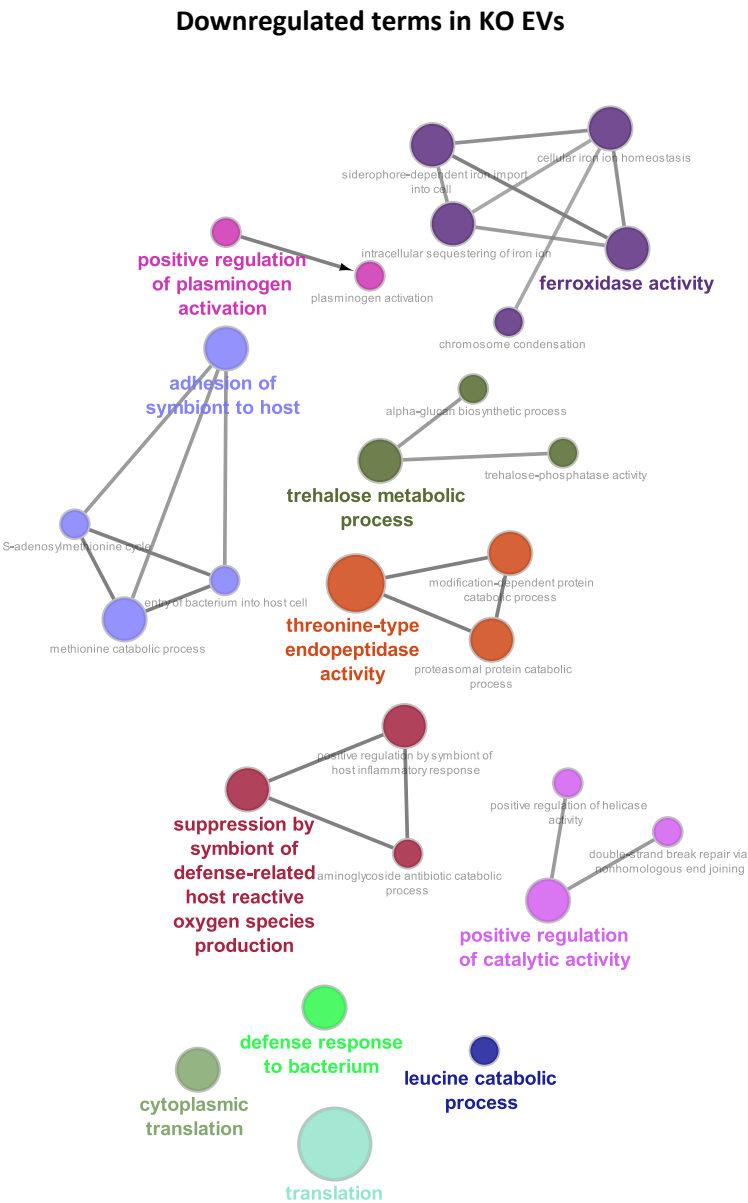 Downregulated terms in KO EVs
cellular iron ion homeostasis
siderophore-dependent iron import
into cell
intracellular sequestering of iron ion
ferroxidase activity
chromosome condensation
positive regulation
of plasminogen
activation
plasminogen activation
adhesion of
symbiont to host
S-adenosylmethionine cycle
entry of bacterium into host cell
methionine catabolic process
alpha-glucan biosynthetic process
trehalose-phosphatase activity
trehalose metabolic
process
modification-dependent protein
catabolic process
threonine-type
endopeptidase
activity
proteasomal protein catabolic
process
positive regulation by symbiont of
host inflammatory response
suppression by
symbiont of
defense-related
host reactive
oxygen species
production
aminoglycoside antibiotic catabolic
process
positive regulation of helicase
activity
double-strand break repair via
nonhomologous end joining
positive regulation
of catalytic activity
defense response
to bacterium
leucine catabolic
process
cytoplasmic
translation
translation